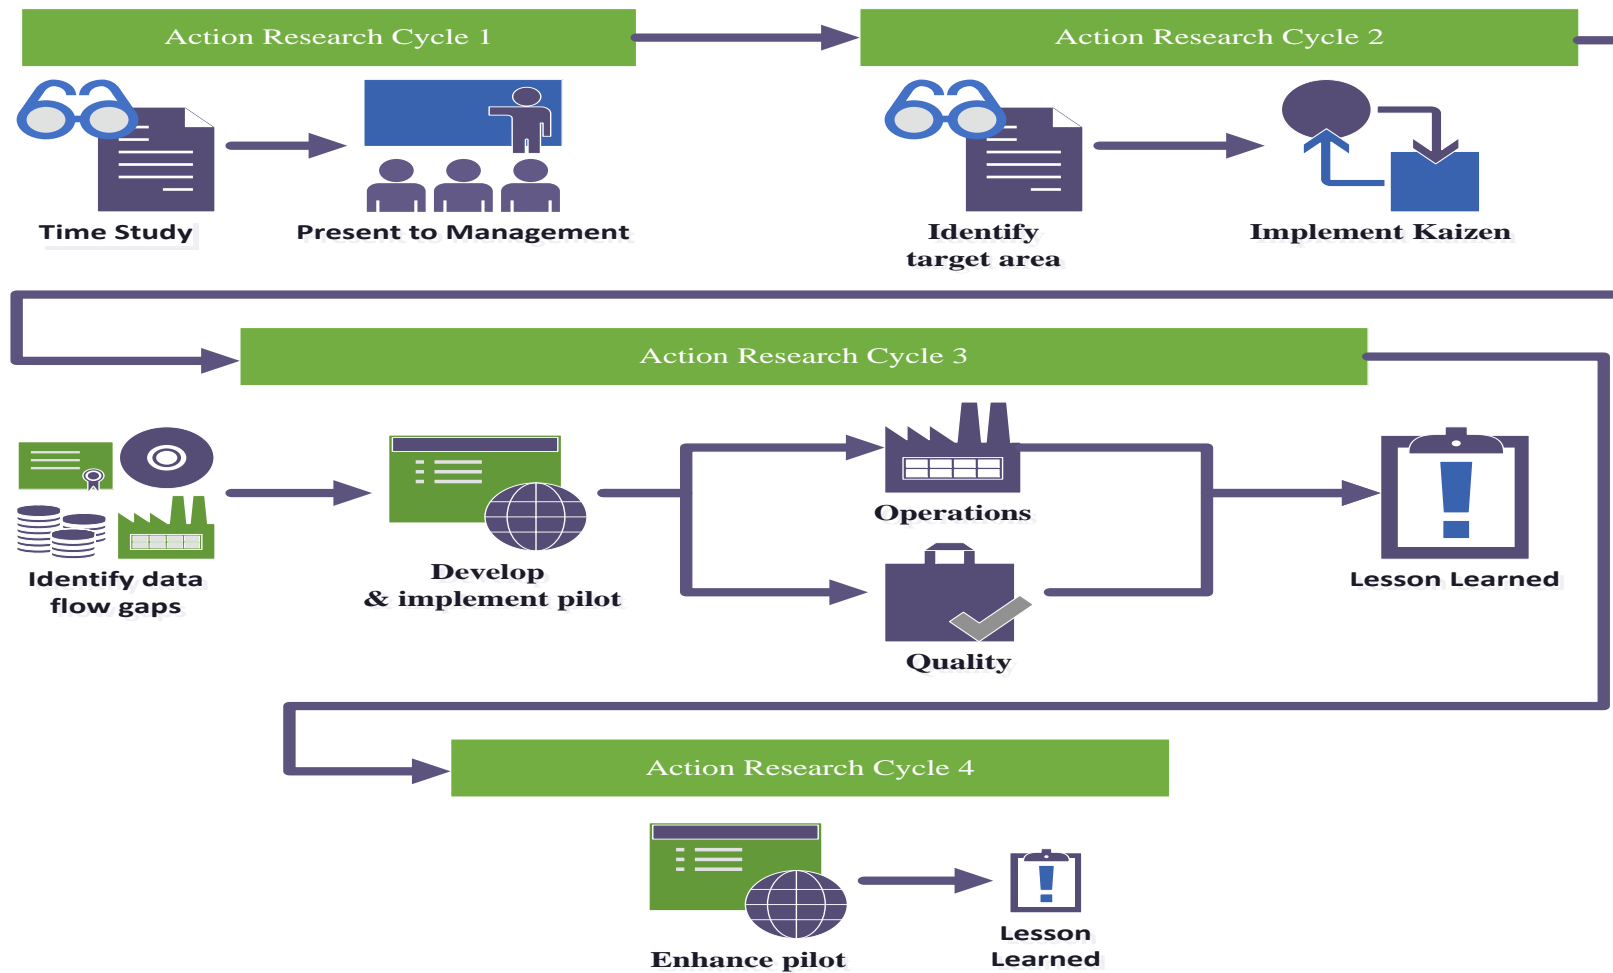 Action Research Cycle 1
Action Research Cycle 2
Time Study
Present to Management
Identify
target area
Implement Kaizen
Action Research Cycle 3
Identify data
flow gaps
Develop
& implement pilot
Operations
Quality
Lesson Learned
Action Research Cycle 4
Enhance pilot
Lesson
Learned